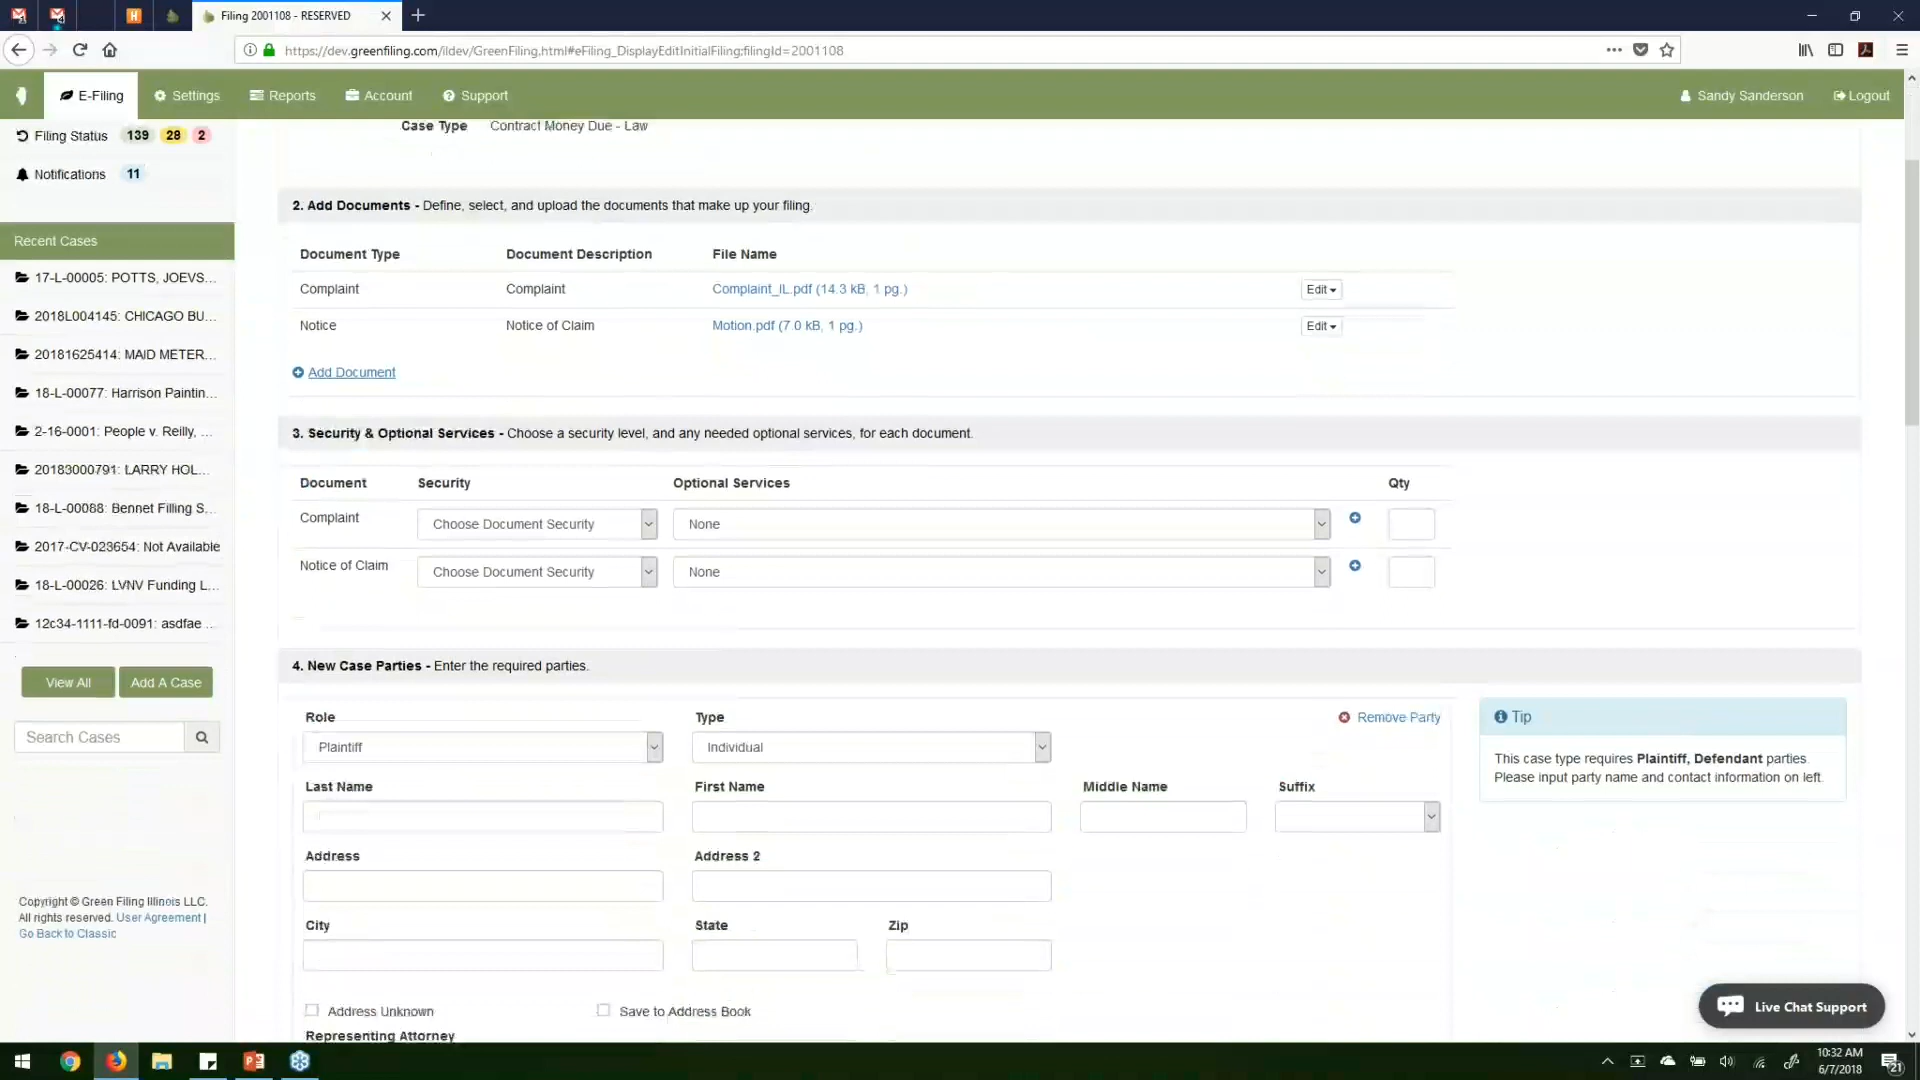 Filing 2001108 - RESERVED
https://dev.greenfiling.com/ildev/GreenFiling.html#eFiling_DisplayEditInitialFiling;filingId=2001108
E-Filing
Settings
Reports
Account
Support
Sandy Sanderson
Logout
Filing Status 139 28 2
Notifications 11
Recent Cases
17-L-00005: POTTS, JOEVS...
2018L004145: CHICAGO BU...
20181625414: MAID METER...
18-L-00077: Harrison Paintin...
2-16-0001: People v. Reilly, ...
20183000791: LARRY HOL...
18-L-00088: Bennet Filling S...
2017-CV-023654: Not Available
18-L-00026: LVNV Funding L...
12c34-1111-fd-0091: asdfae ...
View All
Add A Case
Search Cases
Copyright © Green Filing Illinois LLC.
All rights reserved. User Agreement |
Go Back to Classic
Case Type Contract Money Due - Law
2. Add Documents - Define, select, and upload the documents that make up your filing.
Document Type Document Description File Name
Complaint Complaint Complaint_IL.pdf (14.3 kB, 1 pg.) Edit
Notice Notice of Claim Motion.pdf (7.0 kB, 1 pg.) Edit
Add Document
3. Security & Optional Services - Choose a security level, and any needed optional services, for each document.
Document Security Optional Services Qty
Complaint Choose Document Security None
Notice of Claim Choose Document Security None
4. New Case Parties - Enter the required parties.
Role Type Remove Party
Plaintiff Individual
Last Name First Name Middle Name Suffix
Address Address 2
City State Zip
Address Unknown Save to Address Book
Representing Attorney
Tip
This case type requires Plaintiff, Defendant parties.
Please input party name and contact information on left.
Live Chat Support
10:32 AM
6/7/2018
21